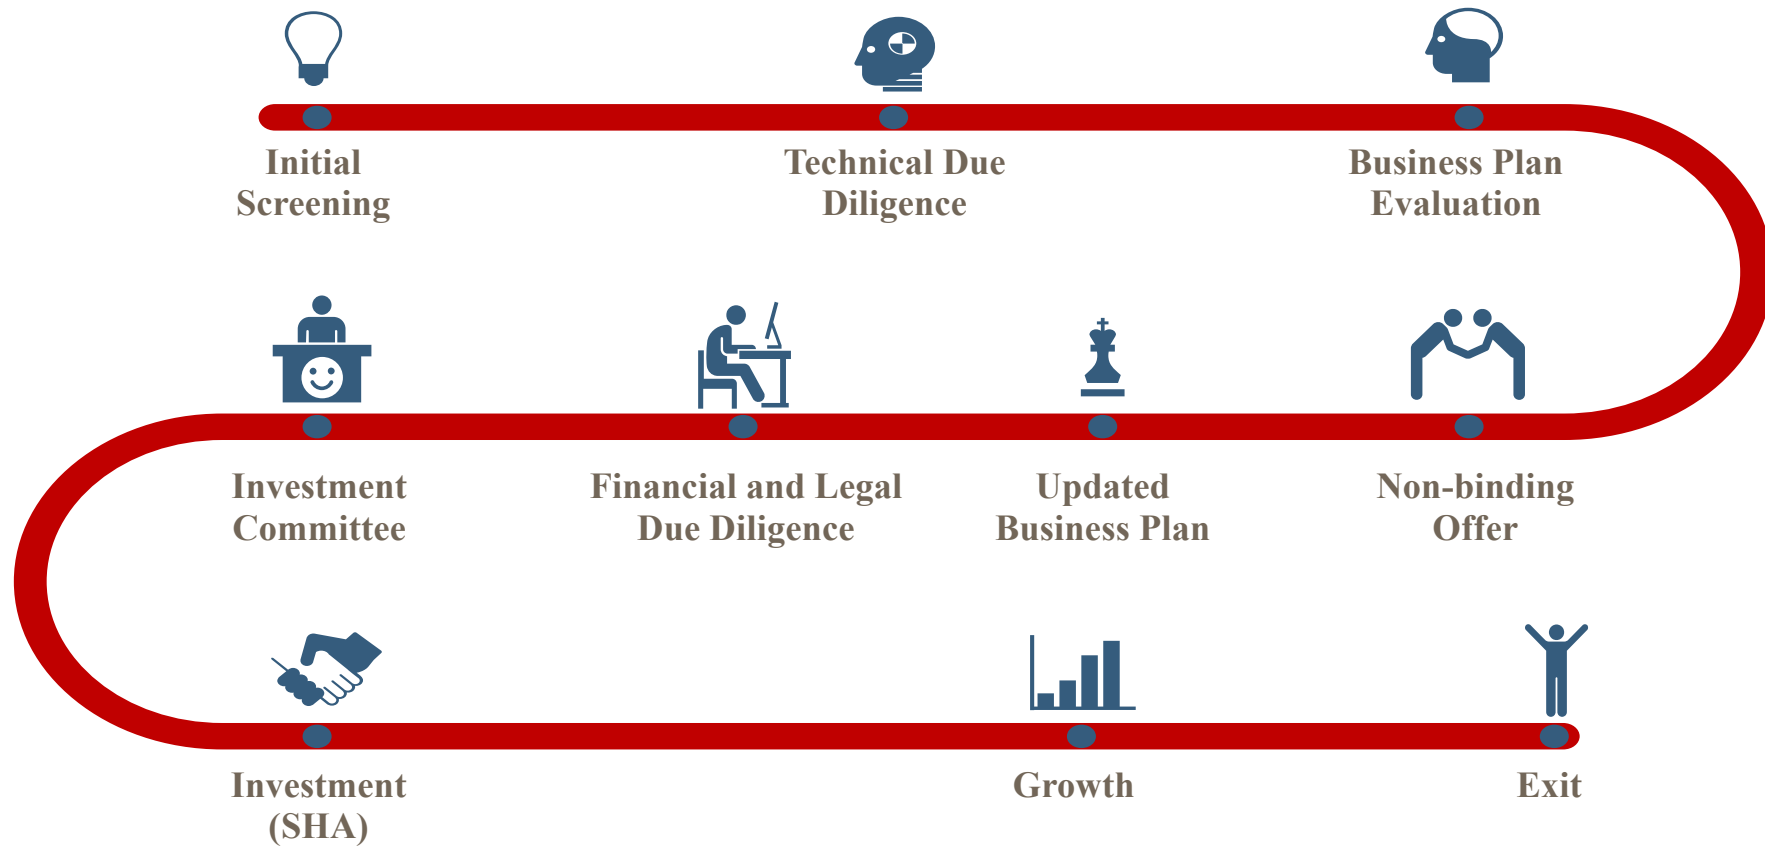 Initial
Screening
Technical Due
Diligence
Business Plan
Evaluation
Investment
Committee
Financial and Legal
Due Diligence
Updated
Business Plan
Non-binding
Offer
Investment
(SHA)
Growth
Exit